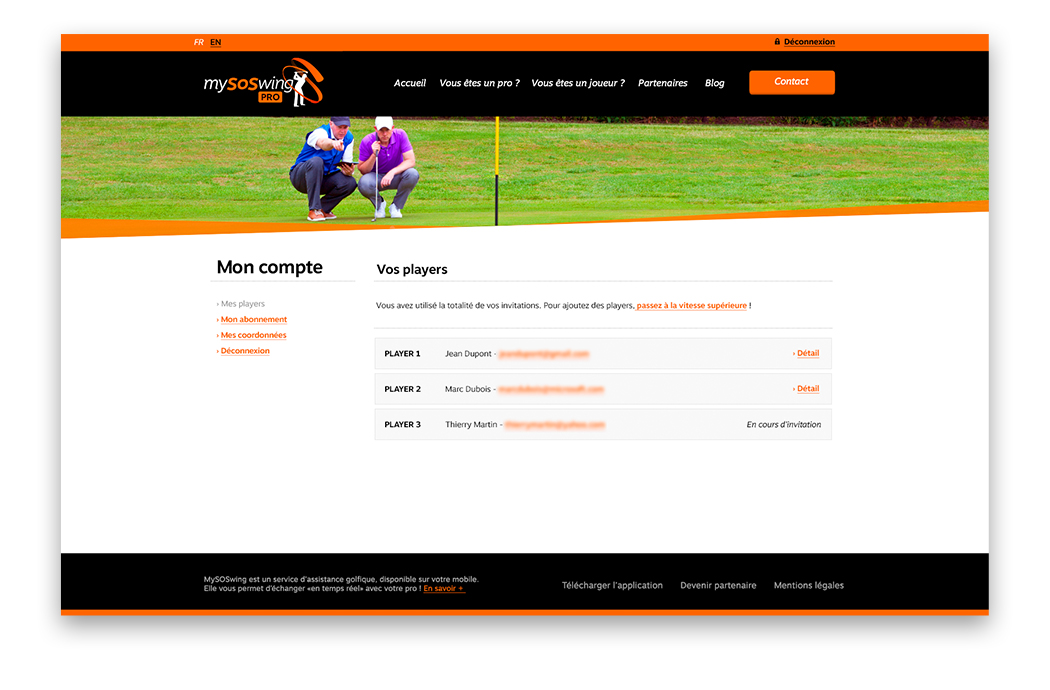 FR EN
Déconnexion
mySOSwing
PRO
Accueil Vous êtes un pro ? Vous êtes un joueur ? Partenaires Blog Contact
Mon compte
› Mes players
› Mon abonnement
› Mes coordonnées
› Déconnexion
Vos players
Vous avez utilisé la totalité de vos invitations. Pour ajoutez des players, passez à la vitesse supérieure !
PLAYER 1 Jean Dupont - › Détail
PLAYER 2 Marc Dubois - › Détail
PLAYER 3 Thierry Martin - En cours d'invitation
MySOSwing est un service d'assistance golfique, disponible sur votre mobile.
Elle vous permet d'échanger «en temps réel» avec votre pro ! En savoir +
Télécharger l'application Devenir partenaire Mentions légales